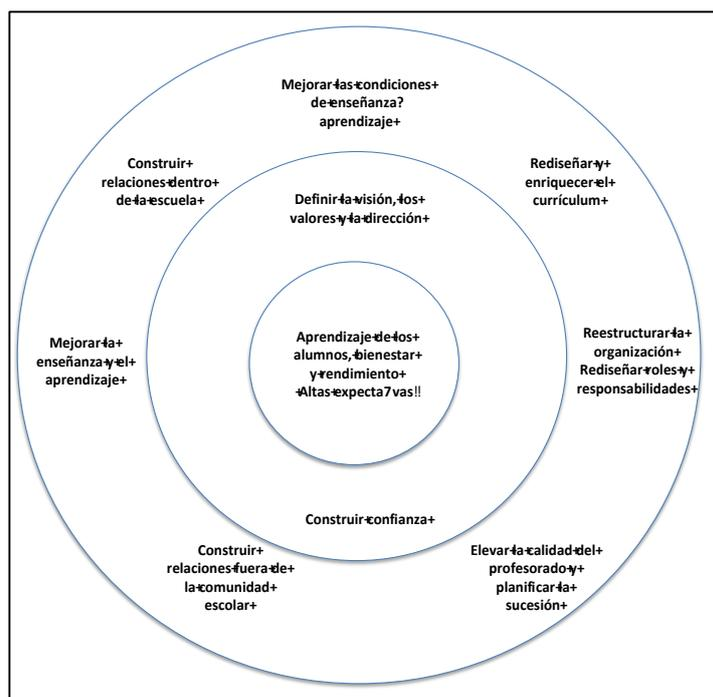 Mejorar+las+condiciones+
de+enseñanza?
aprendizaje+
Construir+
relaciones+dentro+
de+la+escuela+
Rediseñar+y+
enriquecer+el+
currículum+
Definir+la+visión,+los+
valores+y+la+dirección+
Mejorar+la+
enseñanza+y+el+
aprendizaje+
Aprendizaje+de+los+
alumnos,+bienestar+
y+rendimiento+
+Altas+expecta7vas!!
Reestructurar+la+
organización+
Rediseñar+roles+y+
responsabilidades+
Construir+confianza+
Construir+
relaciones+fuera+de+
la+comunidad+
escolar+
Elevar+la+calidad+del+
profesorado+y+
planificar+la+
sucesión+